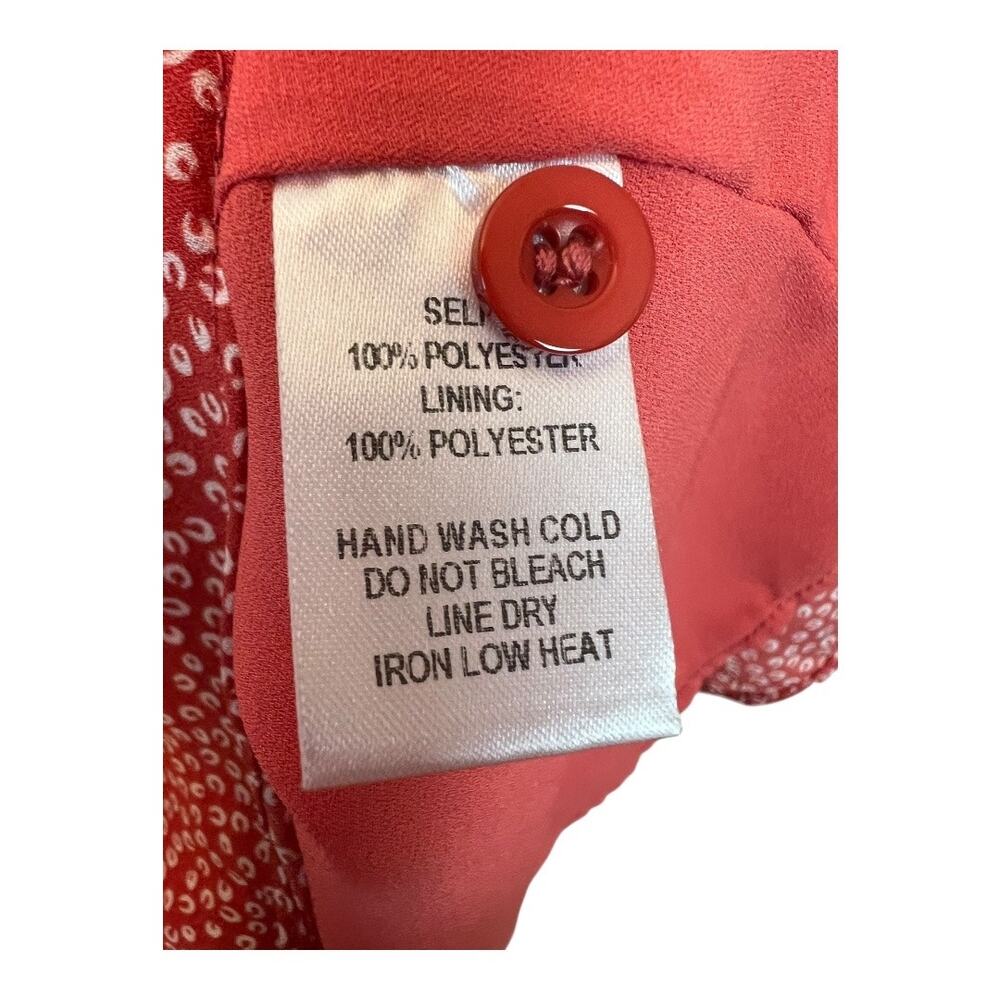 SELF:
100% POLYESTER
LINING:
100% POLYESTER
HAND WASH COLD
DO NOT BLEACH
LINE DRY
IRON LOW HEAT